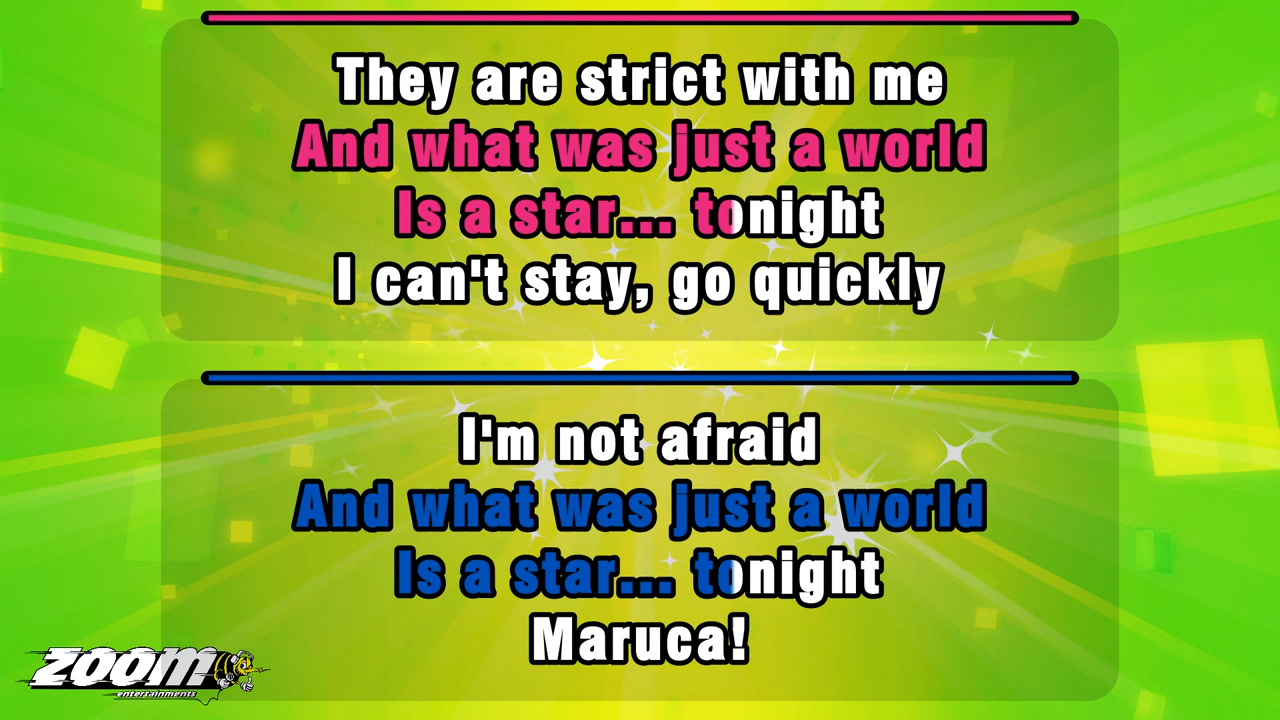 They are strict with me
And what was just a world
Is a star... tonight
I can't stay, go quickly
I'm not afraid
And what was just a world
Is a star... tonight
Maruca!
zoom
entertainments